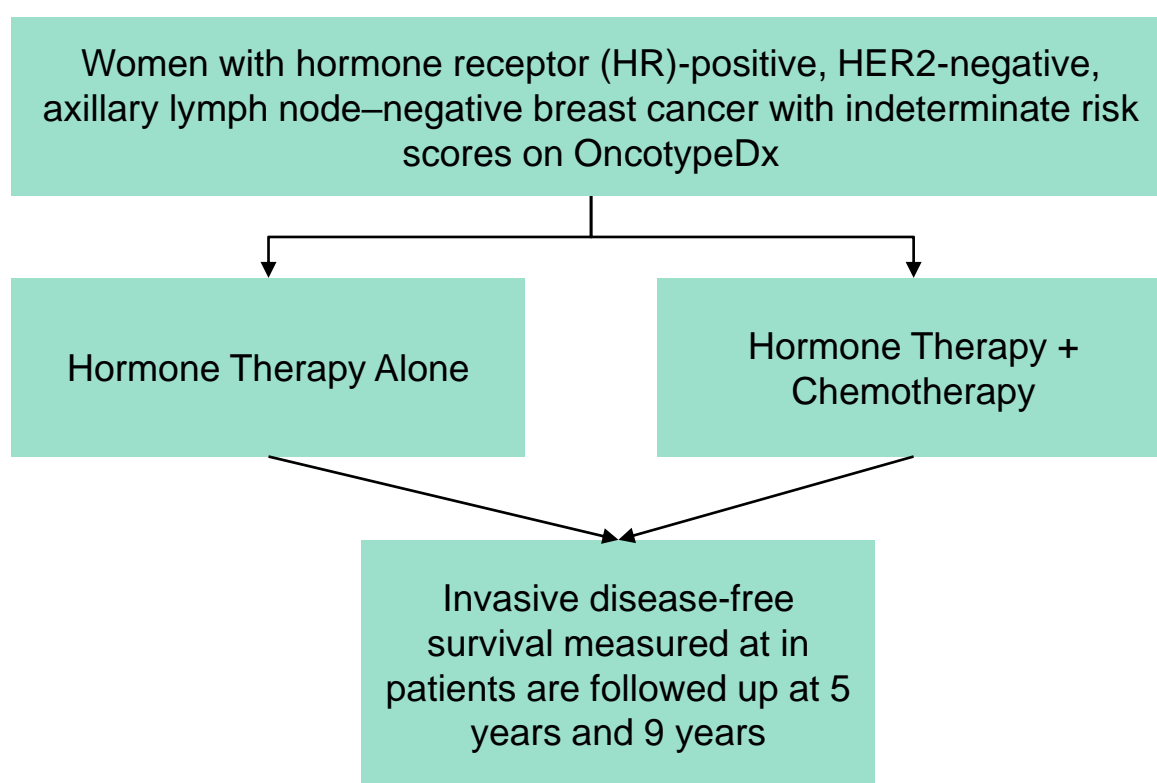 Women with hormone receptor (HR)-positive, HER2-negative,
axillary lymph node–negative breast cancer with indeterminate risk
scores on OncotypeDx
Hormone Therapy Alone
Hormone Therapy +
Chemotherapy
Invasive disease-free
survival measured at in
patients are followed up at 5
years and 9 years